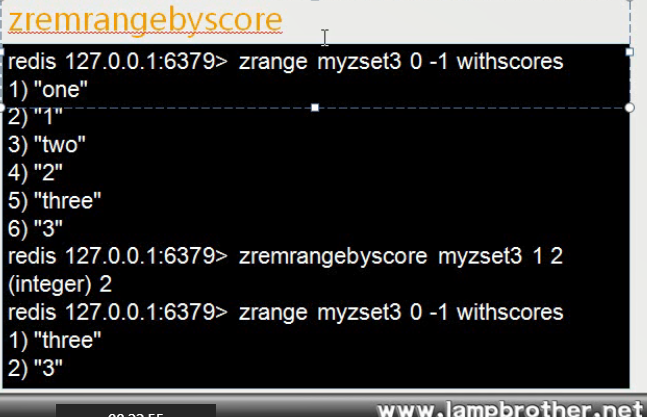 zremrangebyscore
redis 127.0.0.1:6379> zrange myzset3 0 -1 withscores
1) "one"
2) "1"
3) "two"
4) "2"
5) "three"
6) "3"
redis 127.0.0.1:6379> zremrangebyscore myzset3 1 2
(integer) 2
redis 127.0.0.1:6379> zrange myzset3 0 -1 withscores
1) "three"
2) "3"
www.lampbrother.net